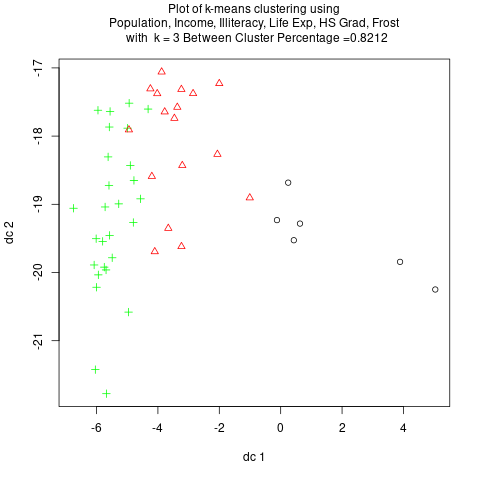 Plot of k-means clustering using
Population, Income, Illiteracy, Life Exp, HS Grad, Frost
with k = 3 Between Cluster Percentage =0.8212
-17
-18
-19
-20
-21
dc 2
-6
-4
-2
0
2
4
dc 1